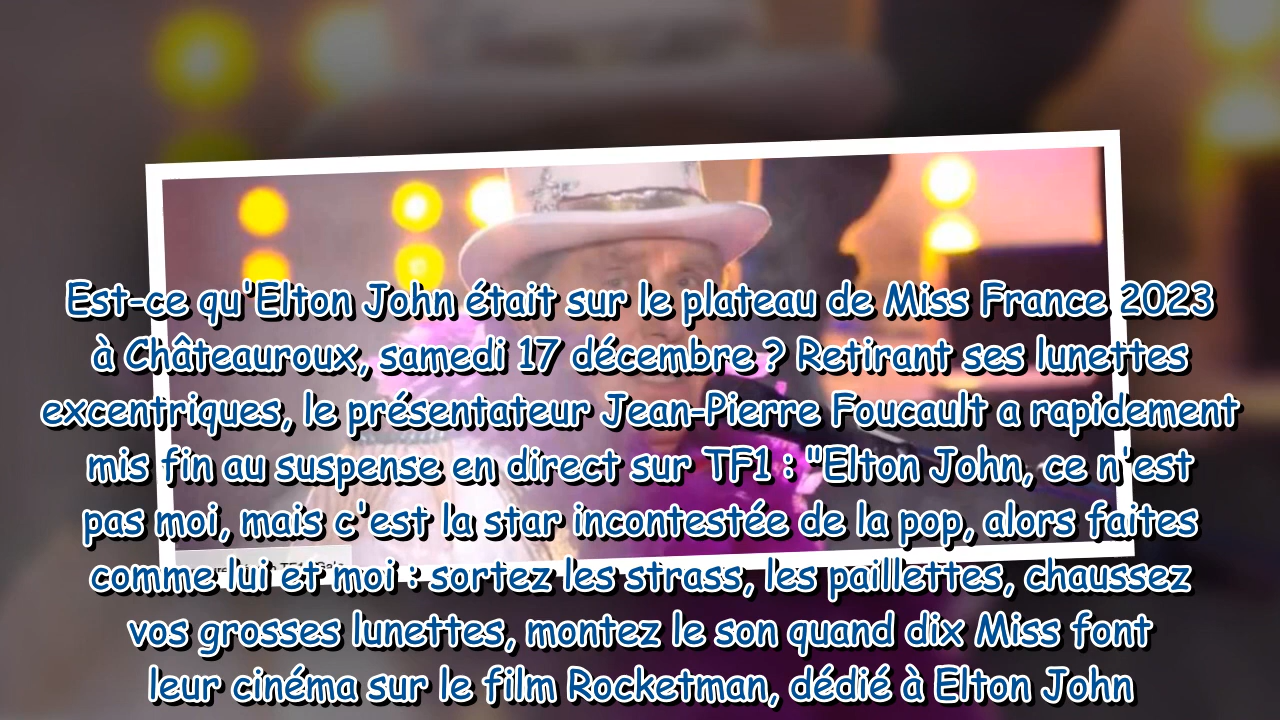 Est-ce qu'Elton John était sur le plateau de Miss France 2023
à Châteauroux, samedi 17 décembre ? Retirant ses lunettes
excentriques, le présentateur Jean-Pierre Foucault a rapidement
mis fin au suspense en direct sur TF1 : "Elton John, ce n'est
pas moi, mais c'est la star incontestée de la pop, alors faites
comme lui et moi : sortez les strass, les paillettes, chaussez
vos grosses lunettes, montez le son quand dix Miss font
leur cinéma sur le film Rocketman, dédié à Elton John